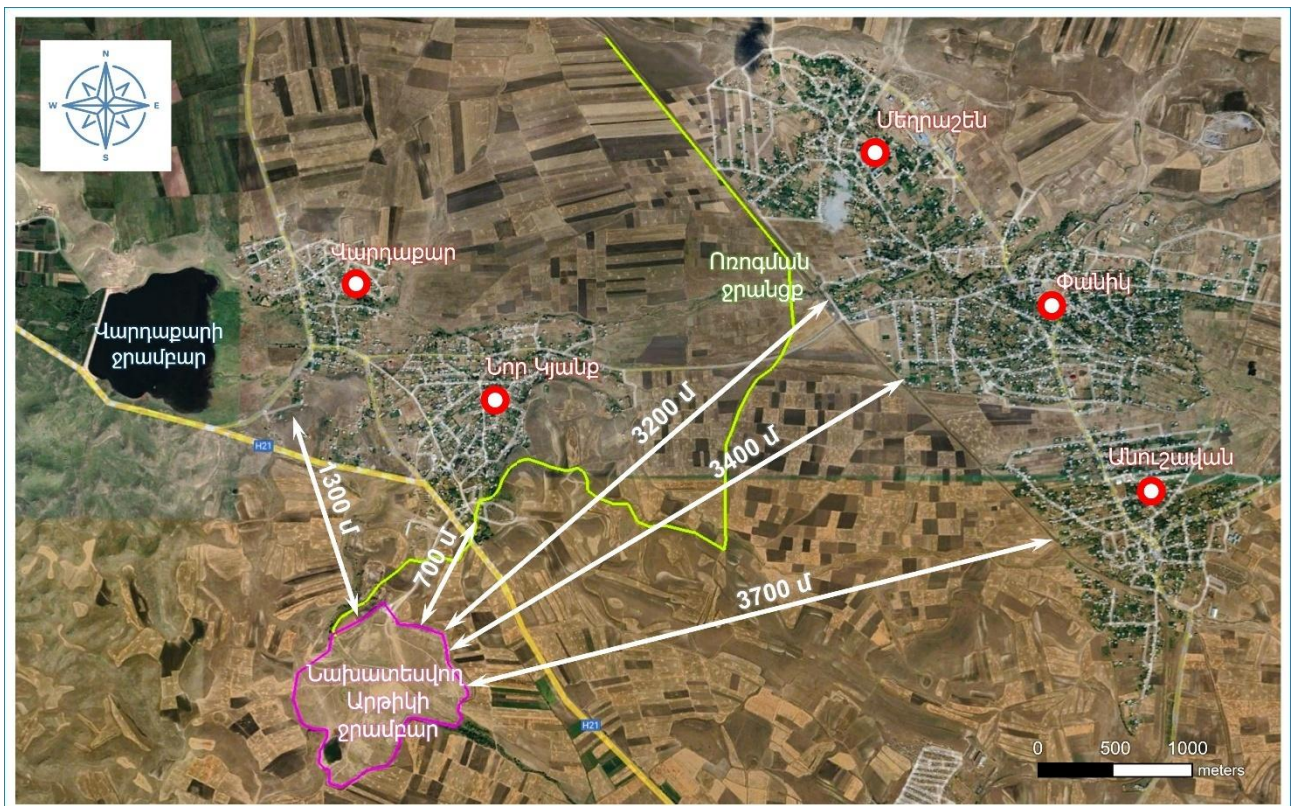 N
W
E
S
Մեղրաշեն
Վարդաքար
Ոռոգման
ջրանցք
Փանիկ
Վարդաքարի
ջրամբար
Նոր Կյանք
3200 մ
3400 մ
H21
Անուշավան
1300 մ
700 մ
3700 մ
Նախատեսվող
Արթիկի
ջրամբար
H21
0 500 1000
meters